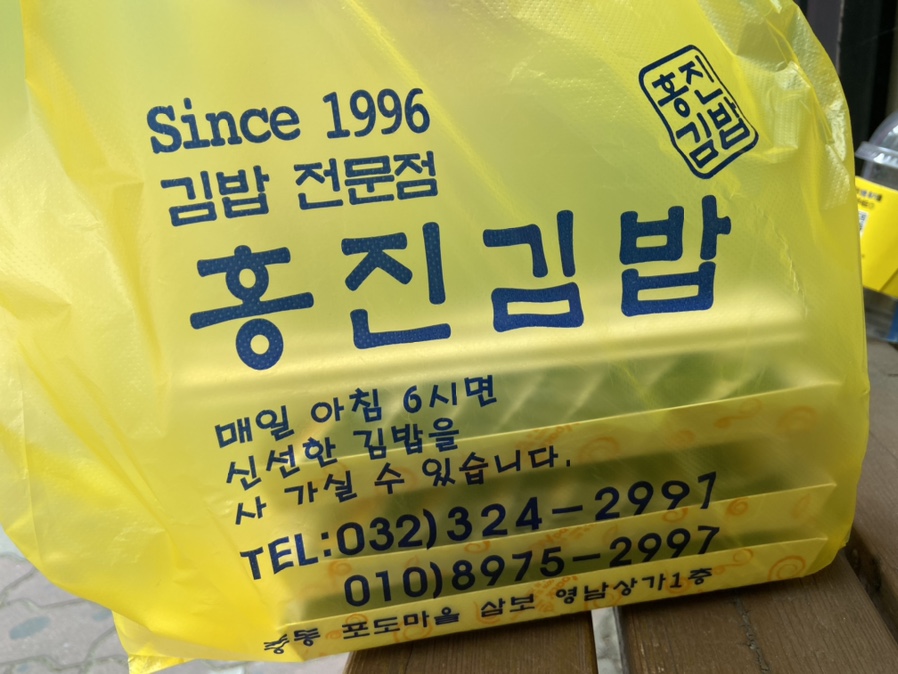 Since 1996
김밥 전문점
홍진
김밥
홍진김밥
매일 아침 6시면
신선한 김밥을
사 가실 수 있습니다.
TEL:032)324-2997
010)8975-2997
포도마을 삼보 영남상가1층